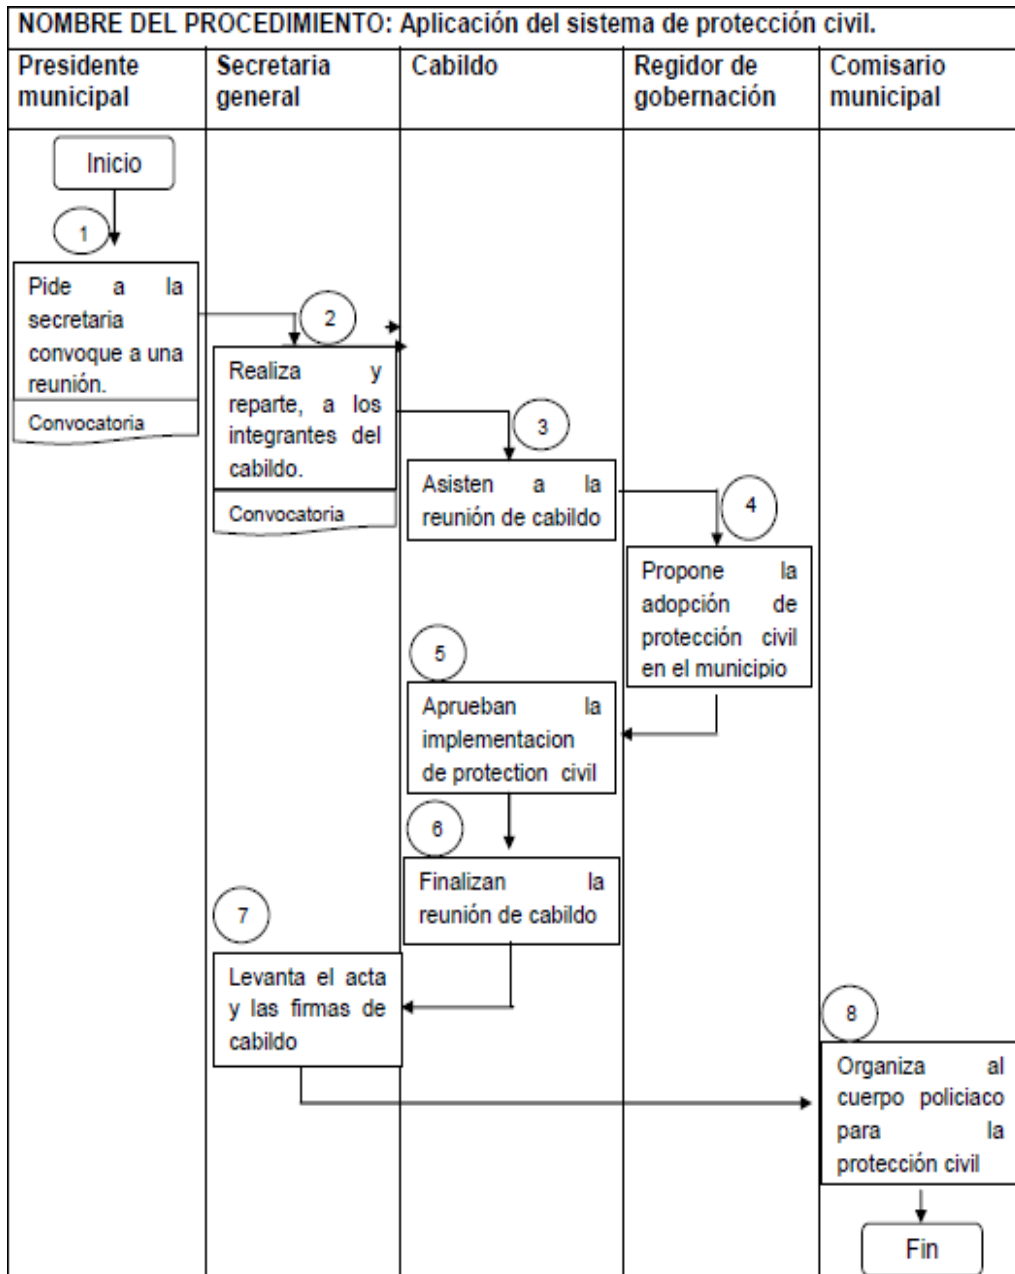 NOMBRE DEL PROCEDIMIENTO: Aplicación del sistema de protección civil.
Presidente
municipal
Secretaria
general
Cabildo
Regidor de
gobernación
Comisario
municipal
Inicio
1
Pide a la
secretaria
convoque a una
reunión.
Convocatoria
2
Realiza y
reparte, a los
integrantes del
cabildo.
Convocatoria
3
Asisten a la
reunión de cabildo
4
Propone la
adopción de
protección civil
en el municipio
5
Aprueban la
implementacion
de protection civil
6
Finalizan la
reunión de cabildo
7
Levanta el acta
y las firmas de
cabildo
8
Organiza al
cuerpo policiaco
para la
protección civil
Fin